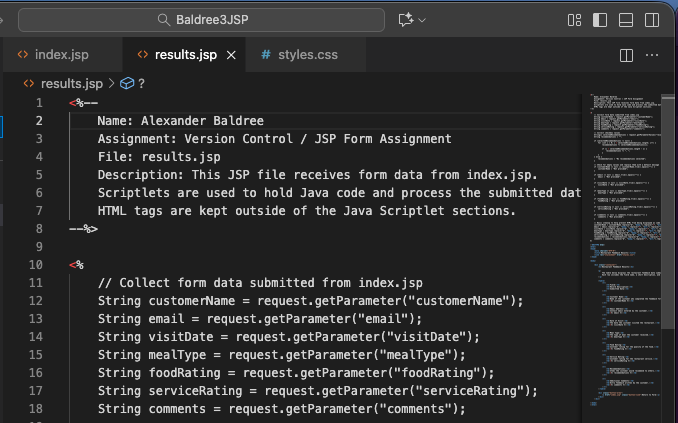 Baldree3JSP
index.jsp
results.jsp
# styles.css
results.jsp > ?
1 <%--
2 Name: Alexander Baldree
3 Assignment: Version Control / JSP Form Assignment
4 File: results.jsp
5 Description: This JSP file receives form data from index.jsp.
6 Scriptlets are used to hold Java code and process the submitted dat
7 HTML tags are kept outside of the Java Scriptlet sections.
8 --%>
9
10 <%
11 // Collect form data submitted from index.jsp
12 String customerName = request.getParameter("customerName");
13 String email = request.getParameter("email");
14 String visitDate = request.getParameter("visitDate");
15 String mealType = request.getParameter("mealType");
16 String foodRating = request.getParameter("foodRating");
17 String serviceRating = request.getParameter("serviceRating");
18 String comments = request.getParameter("comments");